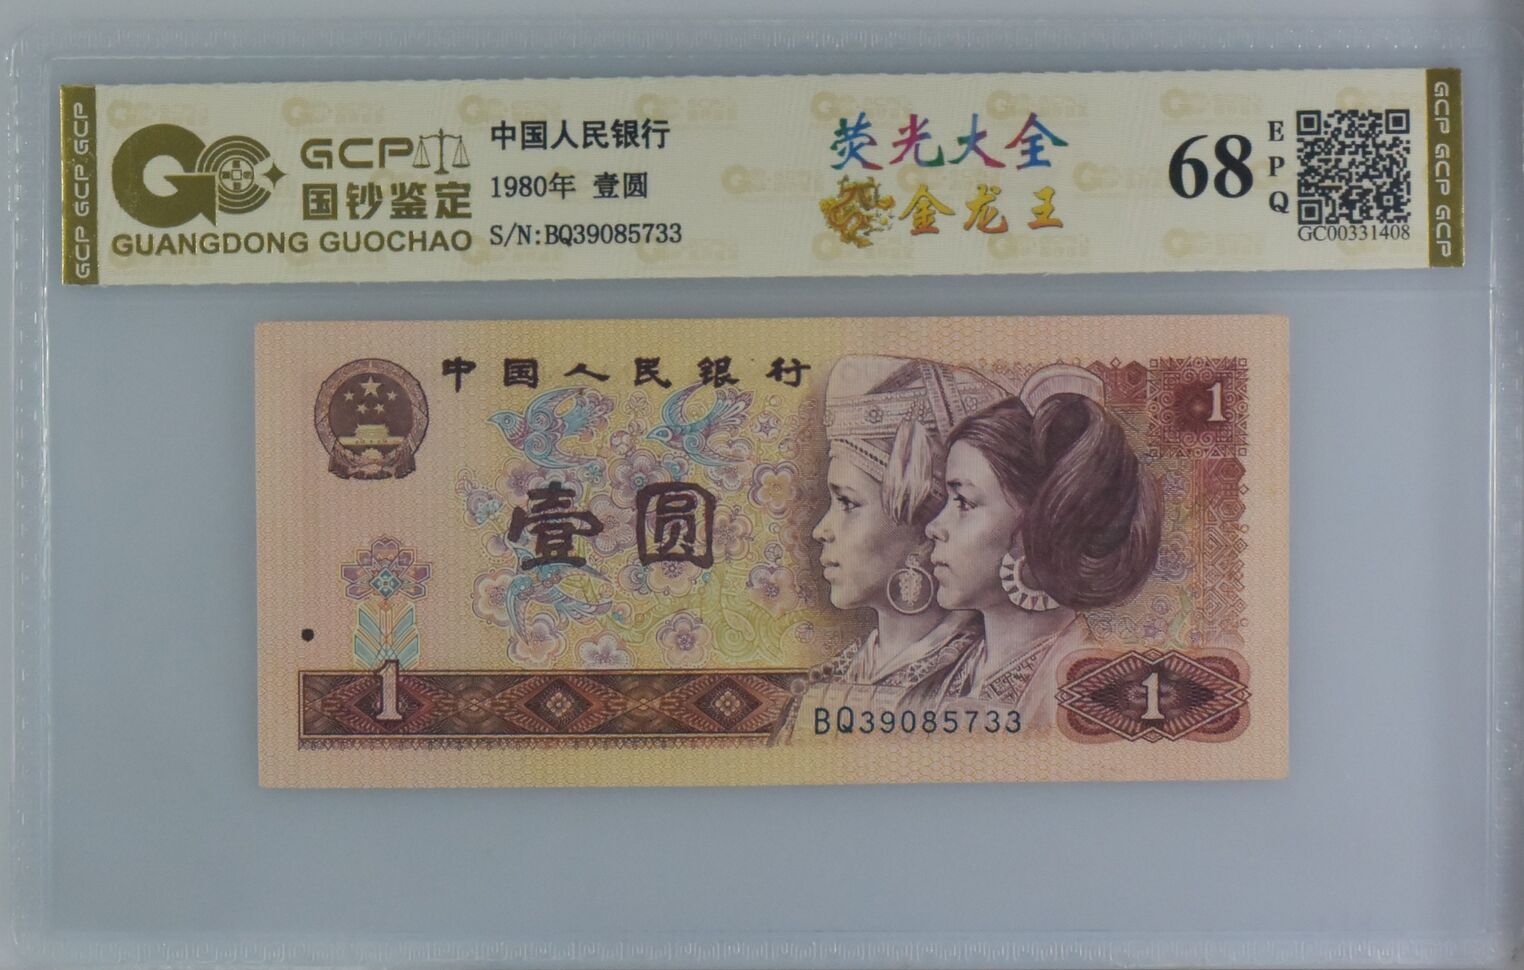 GCP GCP GCP
GCP
国钞鉴定
GUANGDONG GUOCHAO
中国人民银行
1980年 壹圆
S/N:BQ39085733
荧光大全
金龙王
68
EPQ
GC00331408
GCP GCP GCP
中国人民银行
1
壹圆
1
1
BQ39085733